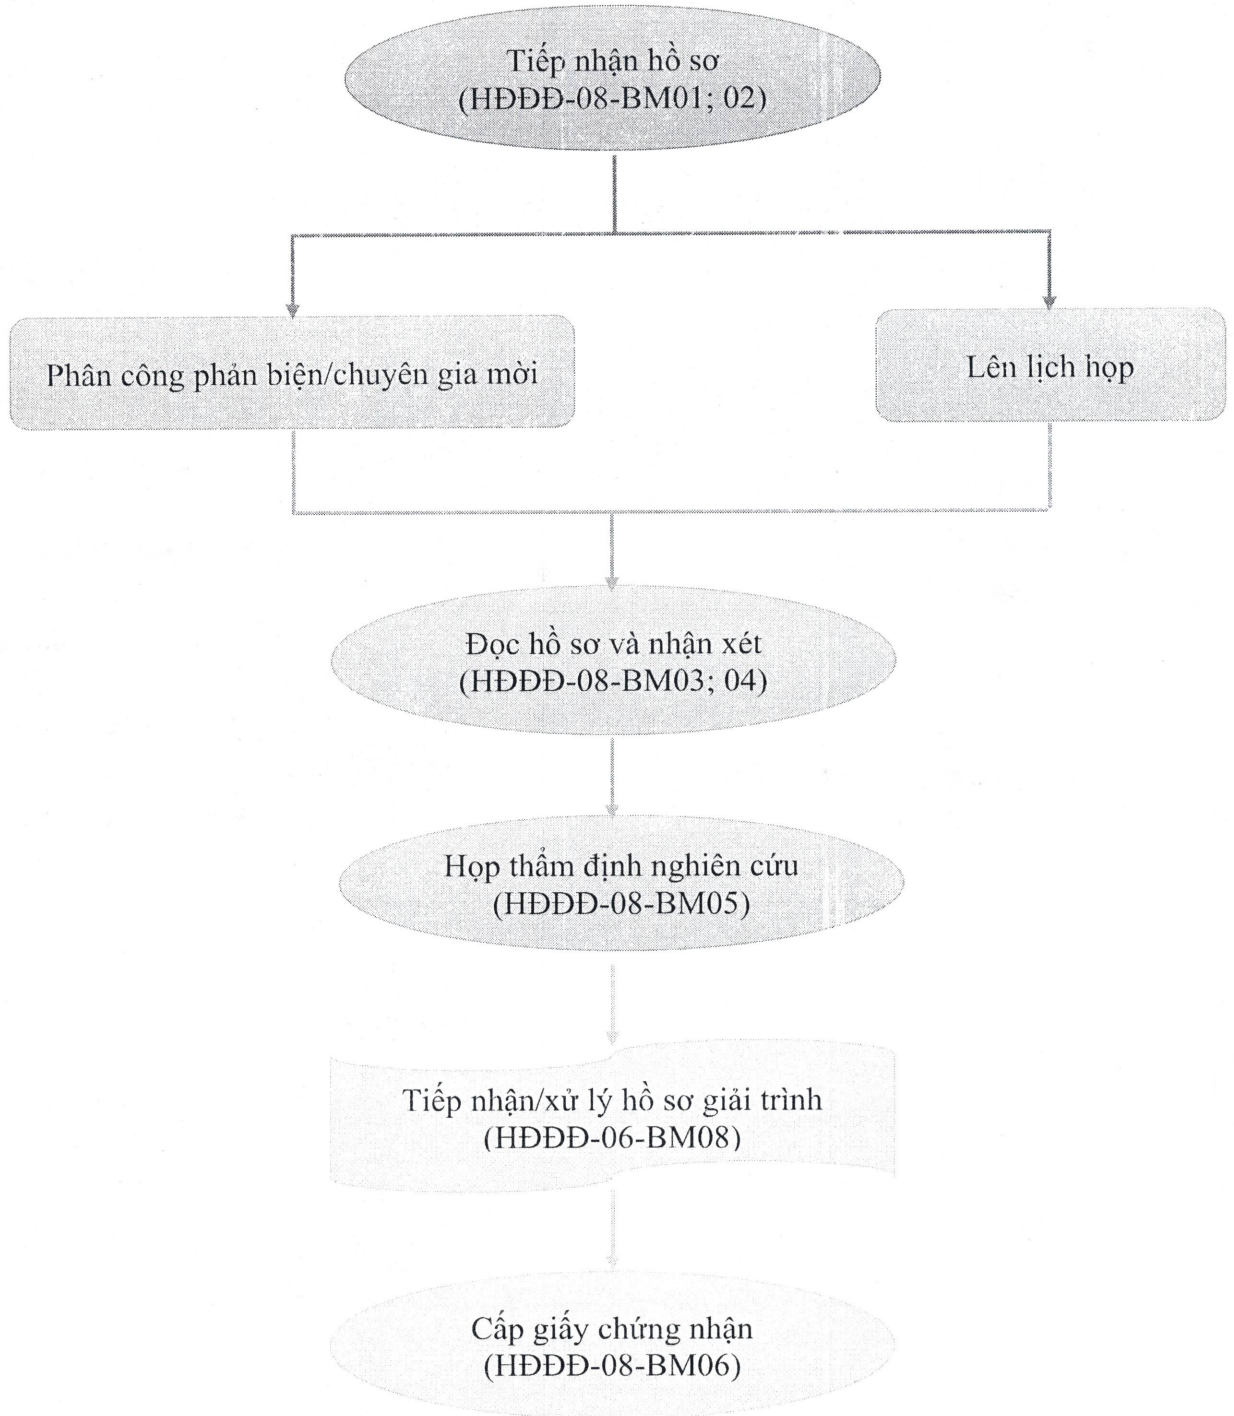 Tiếp nhận hồ sơ
(HĐĐĐ-08-BM01; 02)
Phân công phản biện/chuyên gia mời
Lên lịch họp
Đọc hồ sơ và nhận xét
(HĐĐĐ-08-BM03; 04)
Họp thẩm định nghiên cứu
(HĐĐĐ-08-BM05)
Tiếp nhận/xử lý hồ sơ giải trình
(HĐĐĐ-06-BM08)
Cấp giấy chứng nhận
(HĐĐĐ-08-BM06)